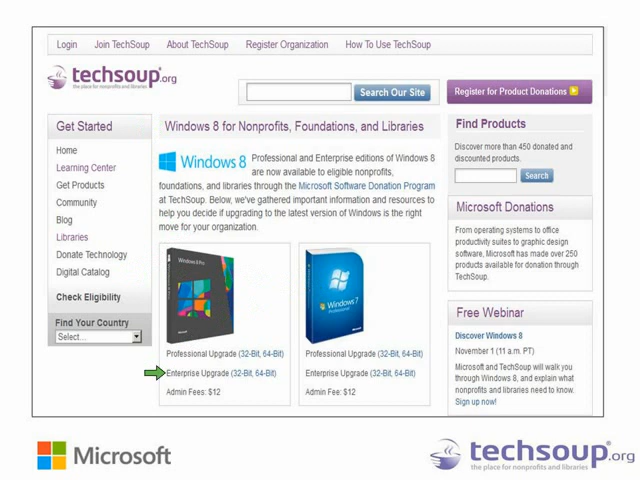 Login Join TechSoup About TechSoup Register Organization How To Use TechSoup
techsoup.org
the place for nonprofits and libraries
Search Our Site
Register for Product Donations
Get Started
Home
Learning Center
Get Products
Community
Blog
Libraries
Donate Technology
Digital Catalog
Check Eligibility
Find Your Country
Select...
Windows 8 for Nonprofits, Foundations, and Libraries
Windows 8
Professional and Enterprise editions of Windows 8
are now available to eligible nonprofits,
foundations, and libraries through the Microsoft Software Donation Program
at TechSoup. Below, we've gathered important information and resources to
help you decide if upgrading to the latest version of Windows is the right
move for your organization.
Windows 8 Pro
Professional Upgrade (32-Bit, 64-Bit)
Enterprise Upgrade (32-Bit, 64-Bit)
Admin Fees: $12
Windows 7
Professional
Professional Upgrade (32-Bit, 64-Bit)
Enterprise Upgrade (32-Bit, 64-Bit)
Admin Fees: $12
Find Products
Discover more than 450 donated and
discounted products.
Search
Microsoft Donations
From operating systems to office
productivity suites to graphic design
software, Microsoft has made over 250
products available for donation through
TechSoup.
Free Webinar
Discover Windows 8
November 1 (11 a.m. PT)
Microsoft and TechSoup will walk you
through Windows 8, and explain what
nonprofits and libraries need to know.
Sign up now!
Microsoft
techsoup.org
the place for nonprofits and libraries